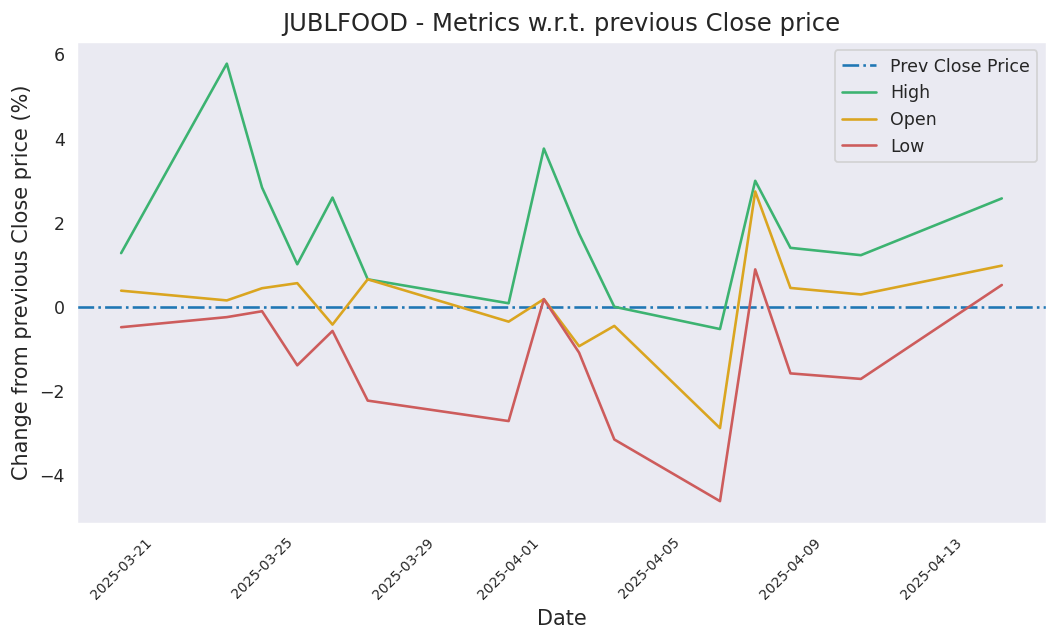 JUBLFOOD - Metrics w.r.t. previous Close price
Change from previous Close price (%)
6
4
2
0
−2
−4
Prev Close Price
High
Open
Low
2025-03-21
2025-03-25
2025-03-29
2025-04-01
2025-04-05
2025-04-09
2025-04-13
Date